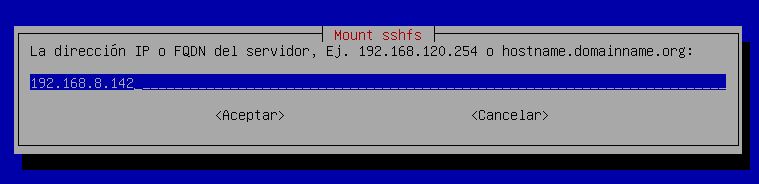 Mount sshfs
La dirección IP o FQDN del servidor, Ej. 192.168.120.254 o hostname.domainname.org:
192.168.8.142
<Aceptar> <Cancelar>